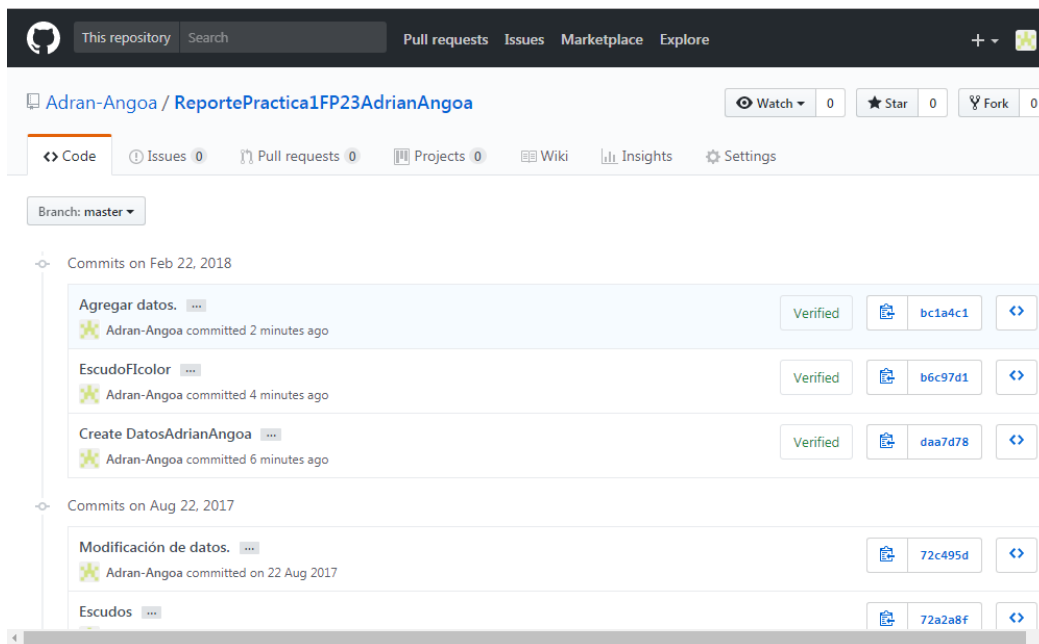 This repository Search Pull requests Issues Marketplace Explore
Adran-Angoa / ReportePractica1FP23AdrianAngoa Watch 0 Star 0 Fork 0
Code Issues 0 Pull requests 0 Projects 0 Wiki Insights Settings
Branch: master
Commits on Feb 22, 2018
Agregar datos. ...
Adran-Angoa committed 2 minutes ago Verified bc1a4c1
EscudoFIcolor ...
Adran-Angoa committed 4 minutes ago Verified b6c97d1
Create DatosAdrianAngoa ...
Adran-Angoa committed 6 minutes ago Verified daa7d78
Commits on Aug 22, 2017
Modificación de datos. ...
Adran-Angoa committed on 22 Aug 2017 72c495d
Escudos ... 72a2a8f